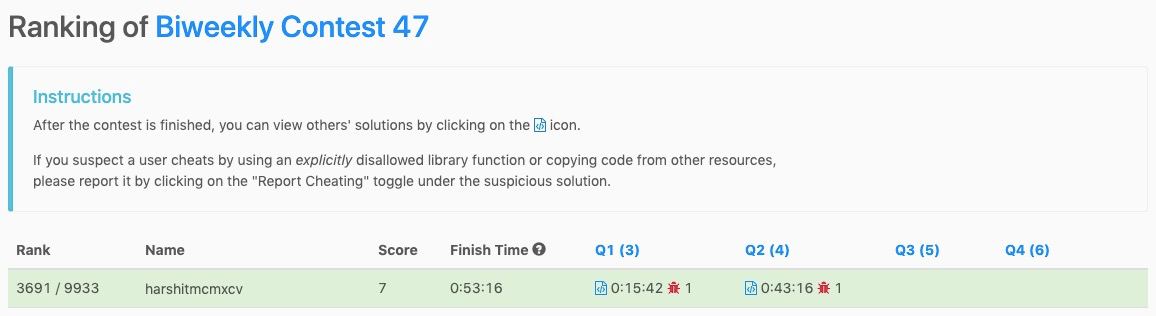 Ranking of Biweekly Contest 47
Instructions
After the contest is finished, you can view others' solutions by clicking on the icon.
If you suspect a user cheats by using an explicitly disallowed library function or copying code from other resources,
please report it by clicking on the "Report Cheating" toggle under the suspicious solution.
Rank Name Score Finish Time Q1 (3) Q2 (4) Q3 (5) Q4 (6)
3691 / 9933 harshitmcmxcv 7 0:53:16 0:15:42 1 0:43:16 1